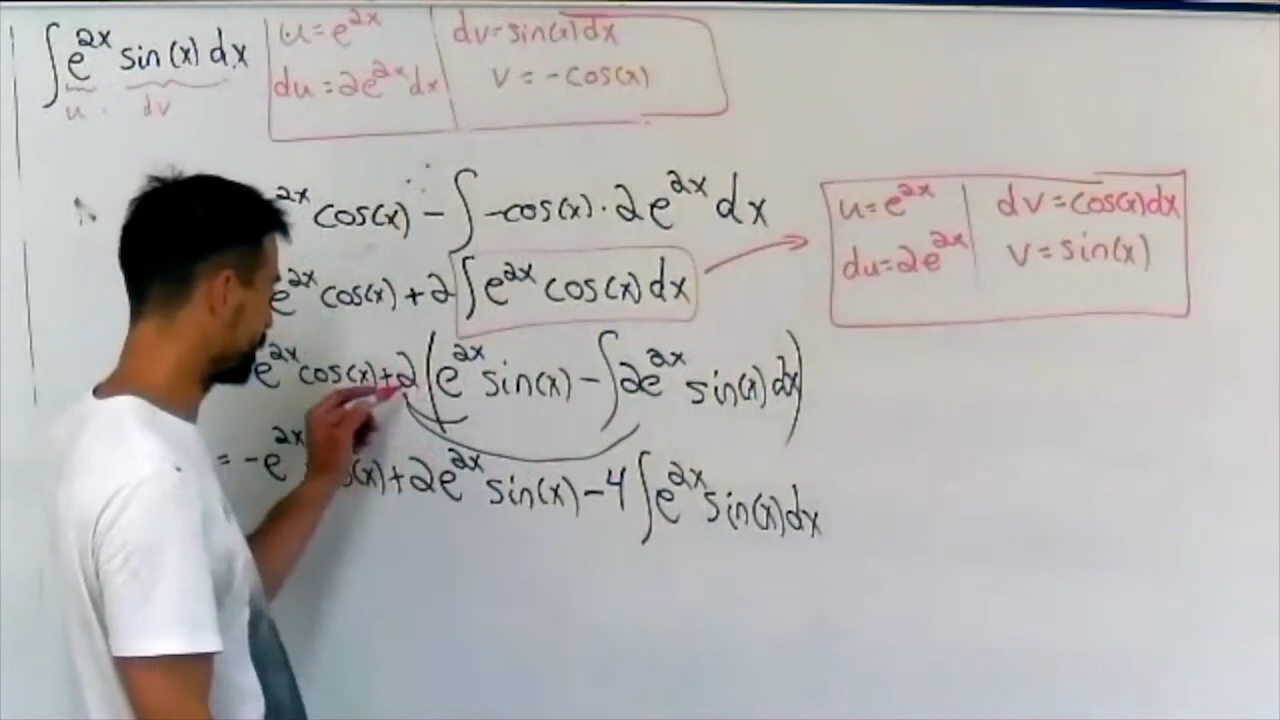 ∫e^2x sin(x) dx
u dv
u = e^2x dv = sin(x) dx
du = 2e^2x dx v = -cos(x)
2x cos(x) - ∫ -cos(x) · 2e^2x dx
e^2x cos(x) + 2 ∫e^2x cos(x) dx
u = e^2x dv = cos(x) dx
du = 2e^2x v = sin(x)
e^2x cos(x) + 2 (e^2x sin(x) - ∫2e^2x sin(x) dx)
= -e^2x s(x) + 2e^2x sin(x) - 4 ∫e^2x sin(x) dx